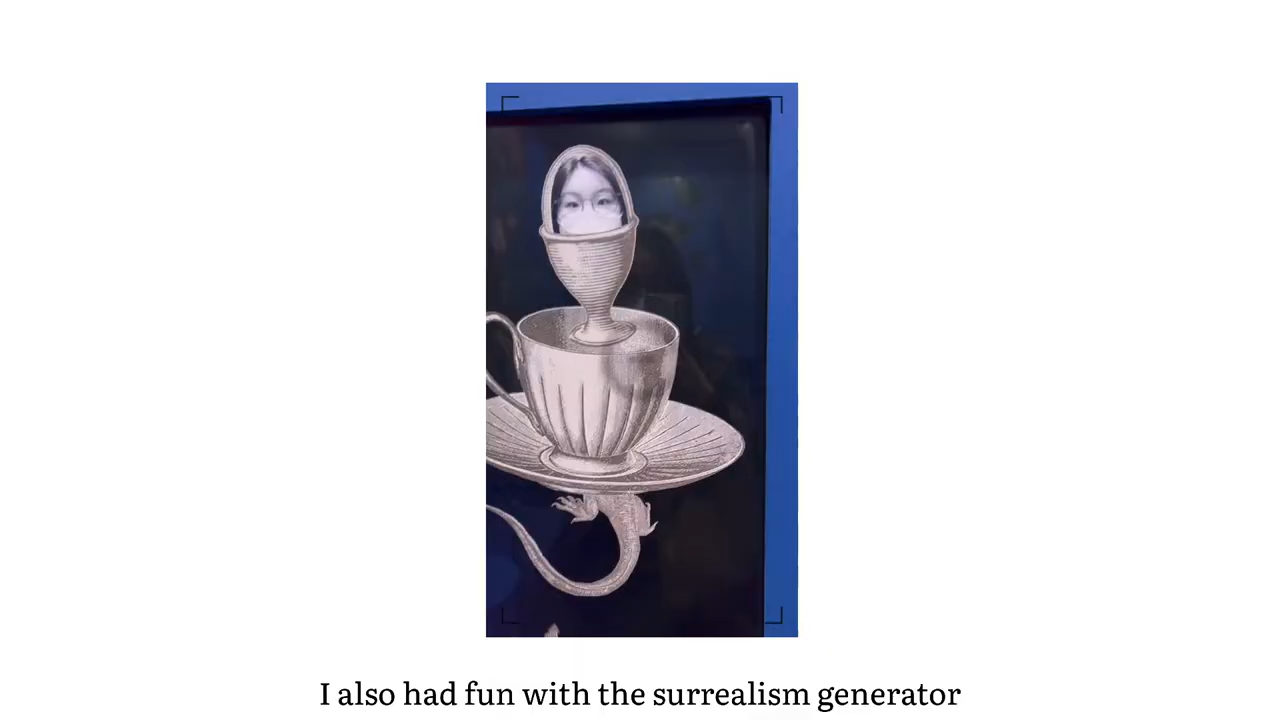 I also had fun with the surrealism generator